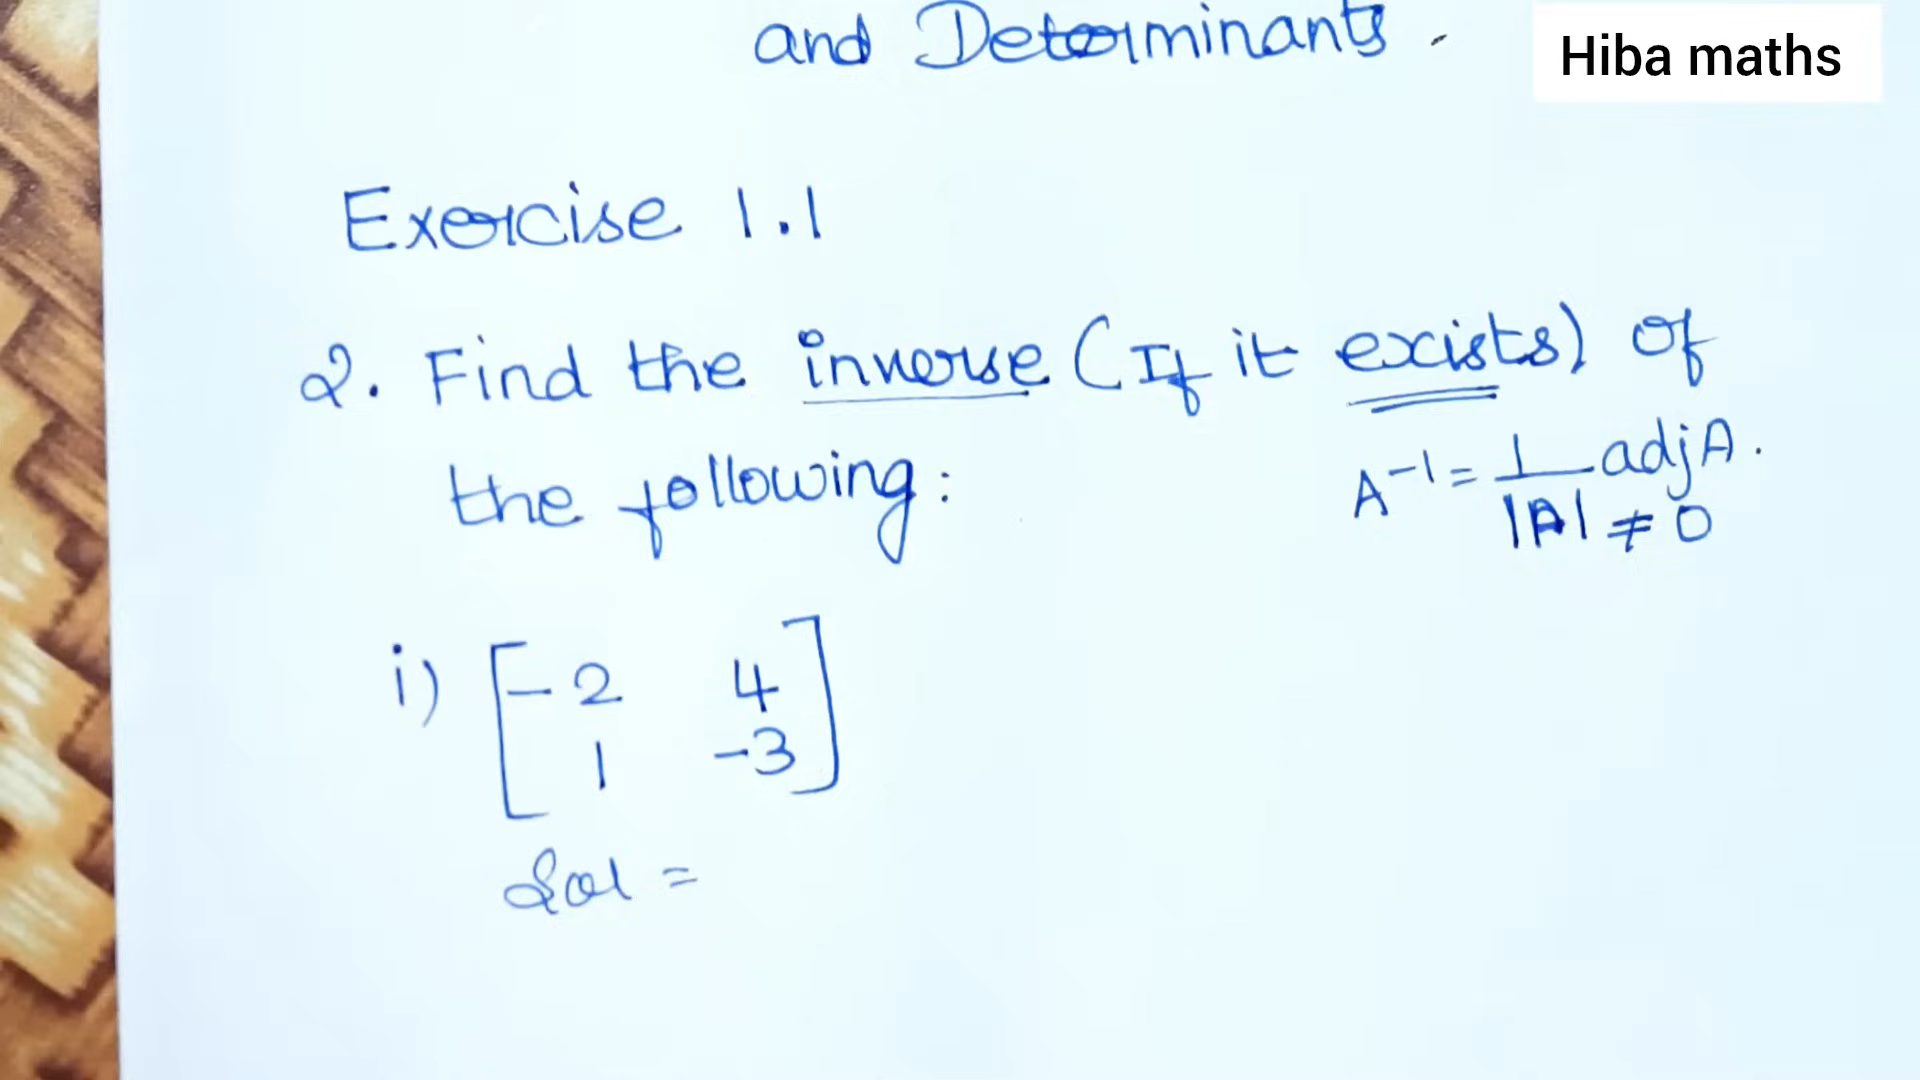 and Determinants.
Hiba maths
Exercise 1.1
2. Find the inverse (If it exists) of
the following:
A⁻¹ = 1/|A| adj A.
|A| ≠ 0
i) [-2 4
1 -3]
Sol =